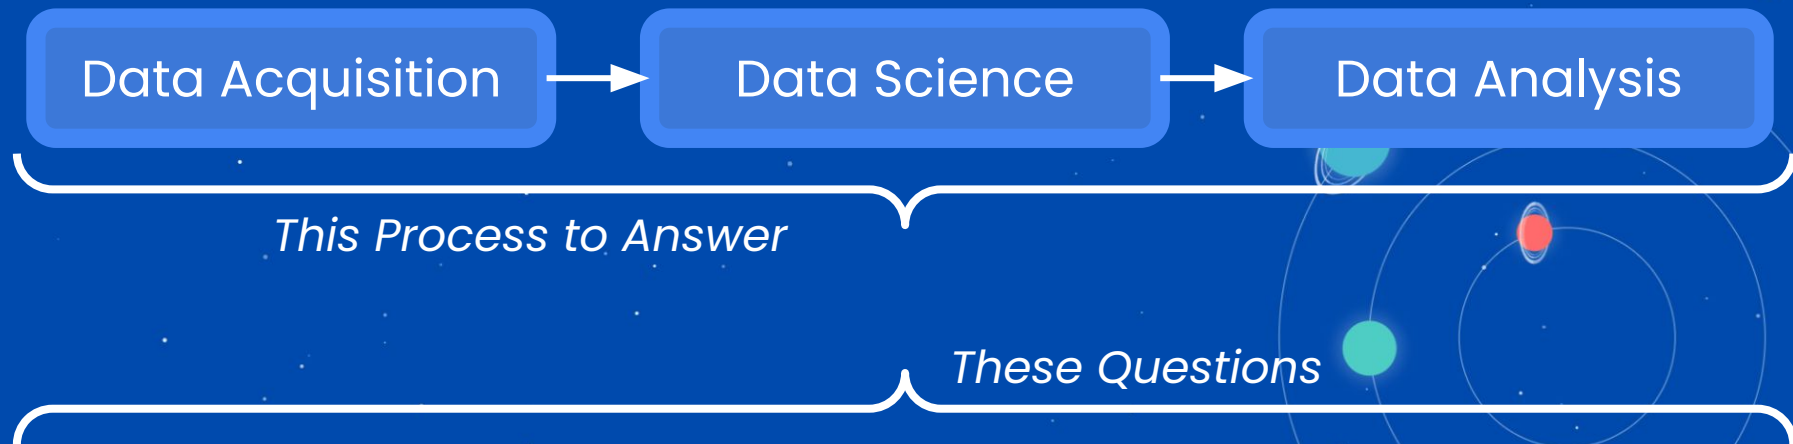 Data Acquisition
Data Science
Data Analysis
This Process to Answer
These Questions